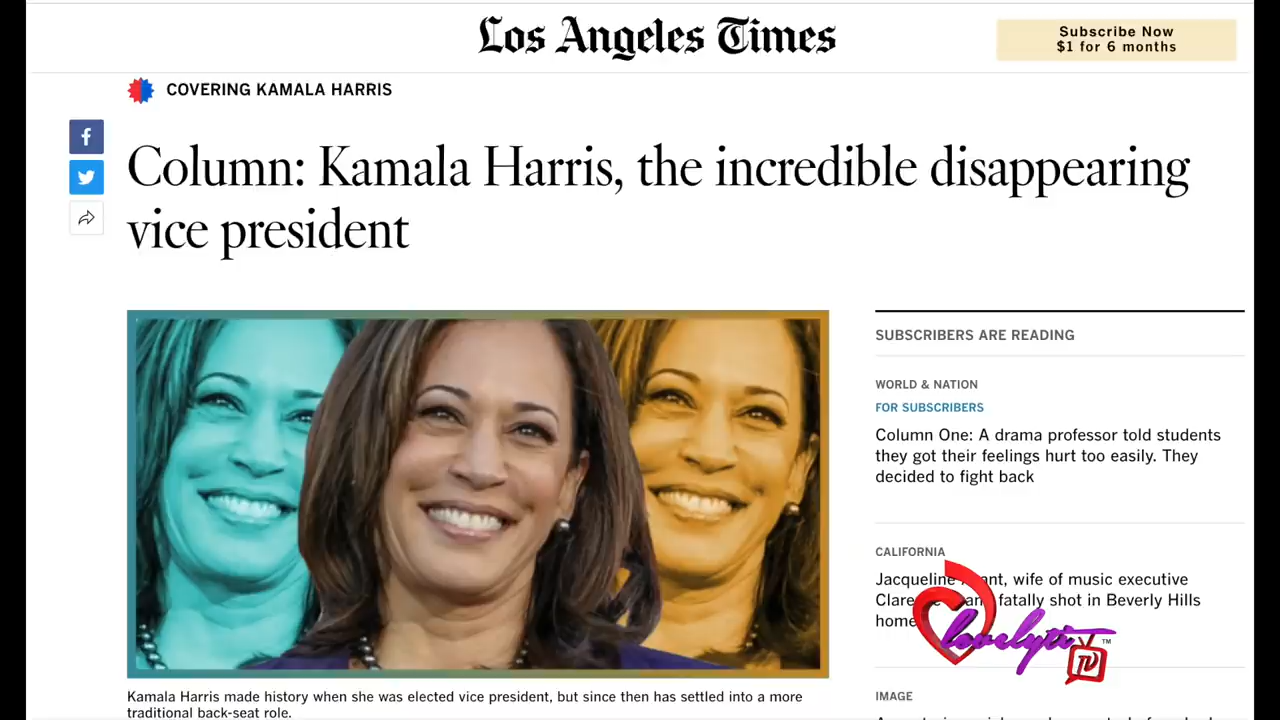 Los Angeles Times
Subscribe Now
$1 for 6 months
COVERING KAMALA HARRIS
Column: Kamala Harris, the incredible disappearing
vice president
Kamala Harris made history when she was elected vice president, but since then has settled into a more
traditional back-seat role.
SUBSCRIBERS ARE READING
WORLD & NATION
FOR SUBSCRIBERS
Column One: A drama professor told students
they got their feelings hurt too easily. They
decided to fight back
CALIFORNIA
Jacqueline wife of music executive
fatally shot in Beverly Hills
home
lovelyti
TV
™
IMAGE